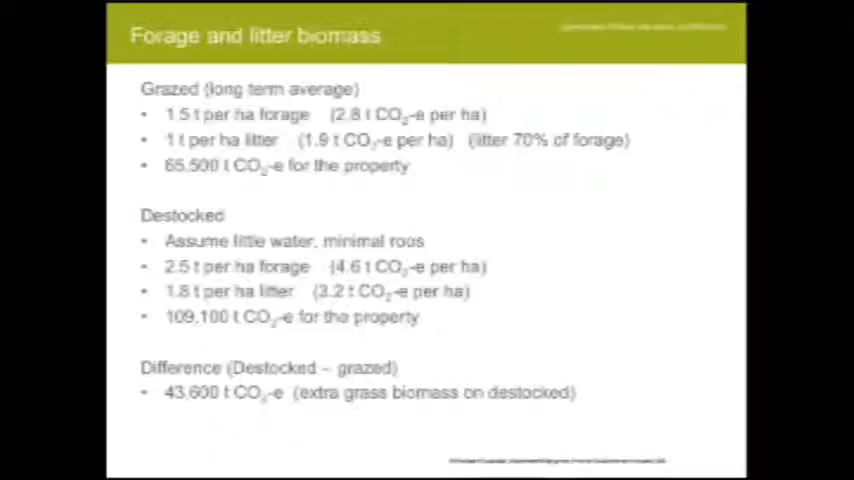 Forage and litter biomass
Grazed (long term average)
• 1.5 t per ha forage (2.8 t CO₂-e per ha)
• 1 t per ha litter (1.9 t CO₂-e per ha) (litter 70% of forage)
• 65,500 t CO₂-e for the property
Destocked
• Assume little water, minimal roos
• 2.5 t per ha forage (4.6 t CO₂-e per ha)
• 1.8 t per ha litter (3.2 t CO₂-e per ha)
• 109,100 t CO₂-e for the property
Difference (Destocked – grazed)
• 43,600 t CO₂-e (extra grass biomass on destocked)